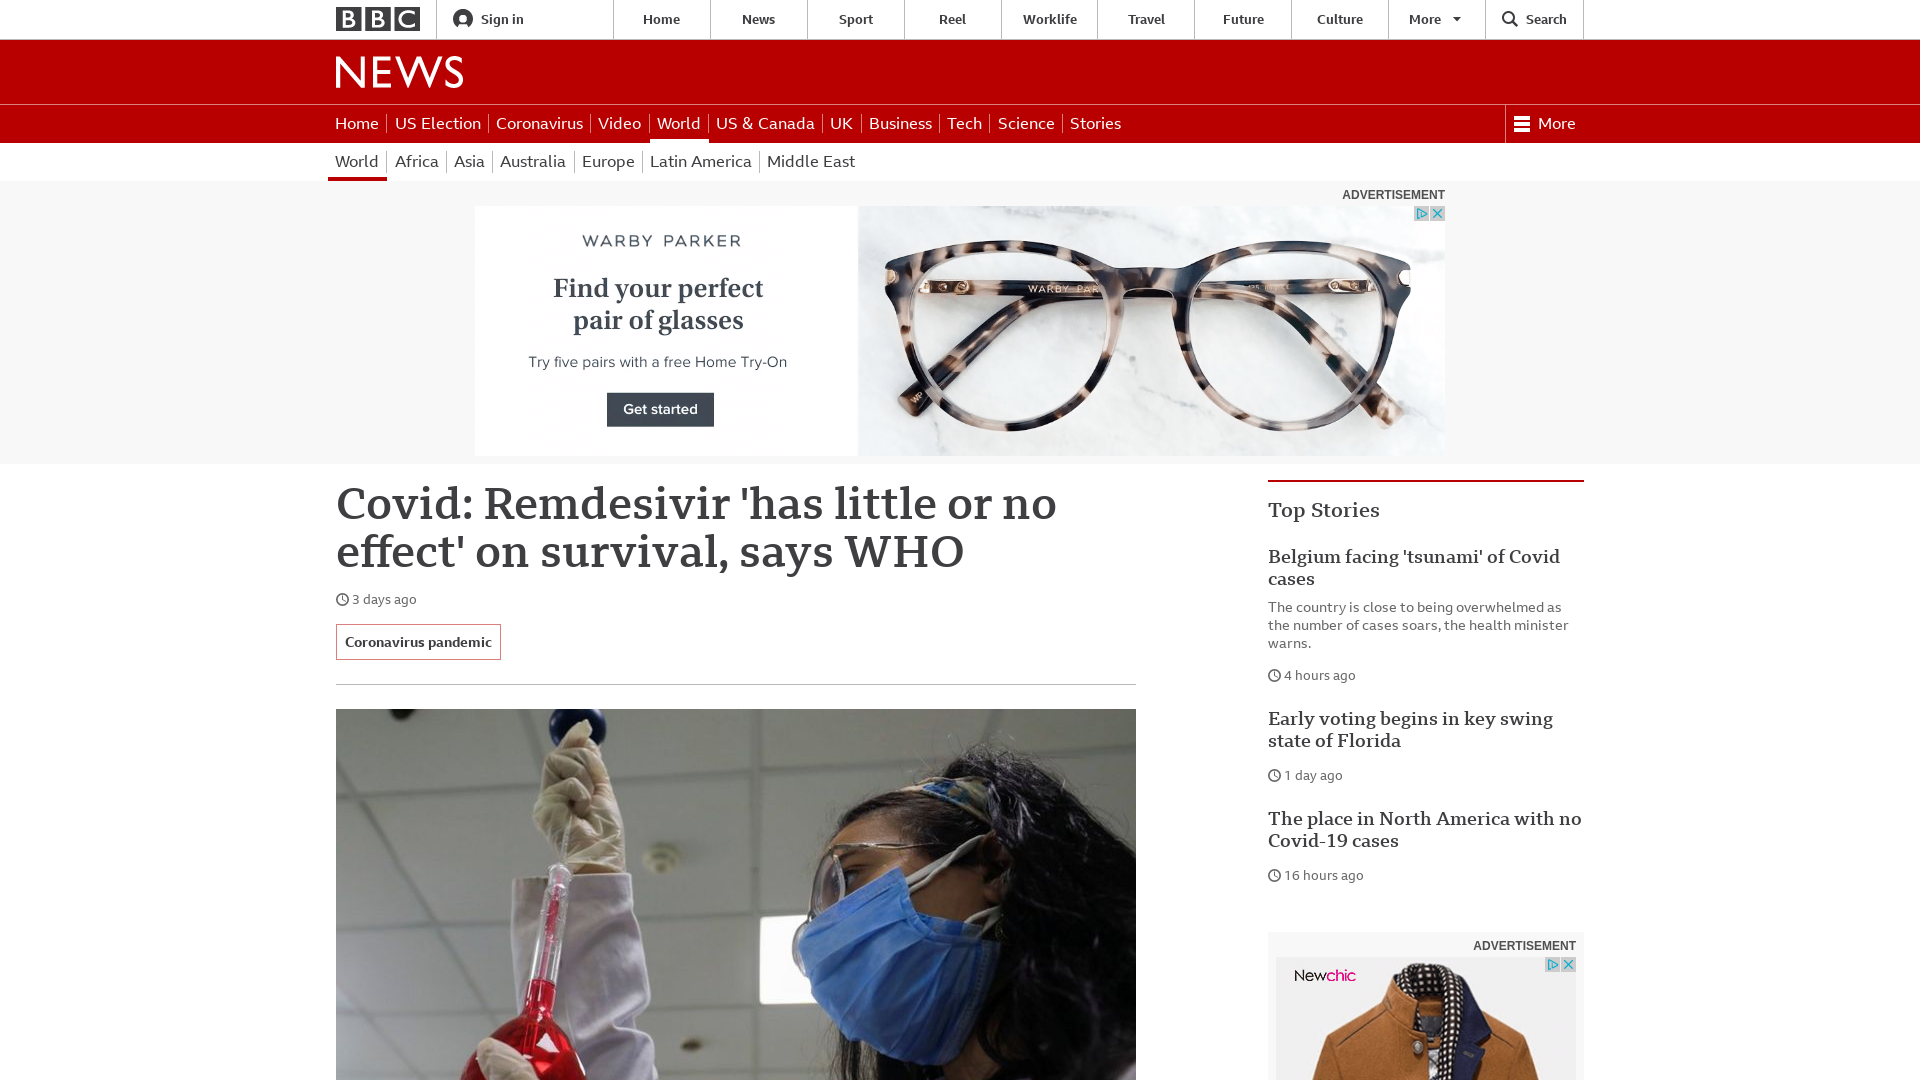 BBC
Sign in
Home
News
Sport
Reel
Worklife
Travel
Future
Culture
More
Search
NEWS
Home
US Election
Coronavirus
Video
World
US & Canada
UK
Business
Tech
Science
Stories
More
World
Africa
Asia
Australia
Europe
Latin America
Middle East
ADVERTISEMENT
WARBY PARKER
Find your perfect
pair of glasses
Try five pairs with a free Home Try-On
Get started
WARBY PAR
WP
Covid: Remdesivir 'has little or no
effect' on survival, says WHO
3 days ago
Coronavirus pandemic
Top Stories
Belgium facing 'tsunami' of Covid
cases
The country is close to being overwhelmed as
the number of cases soars, the health minister
warns.
4 hours ago
Early voting begins in key swing
state of Florida
1 day ago
The place in North America with no
Covid-19 cases
16 hours ago
ADVERTISEMENT
Newchic